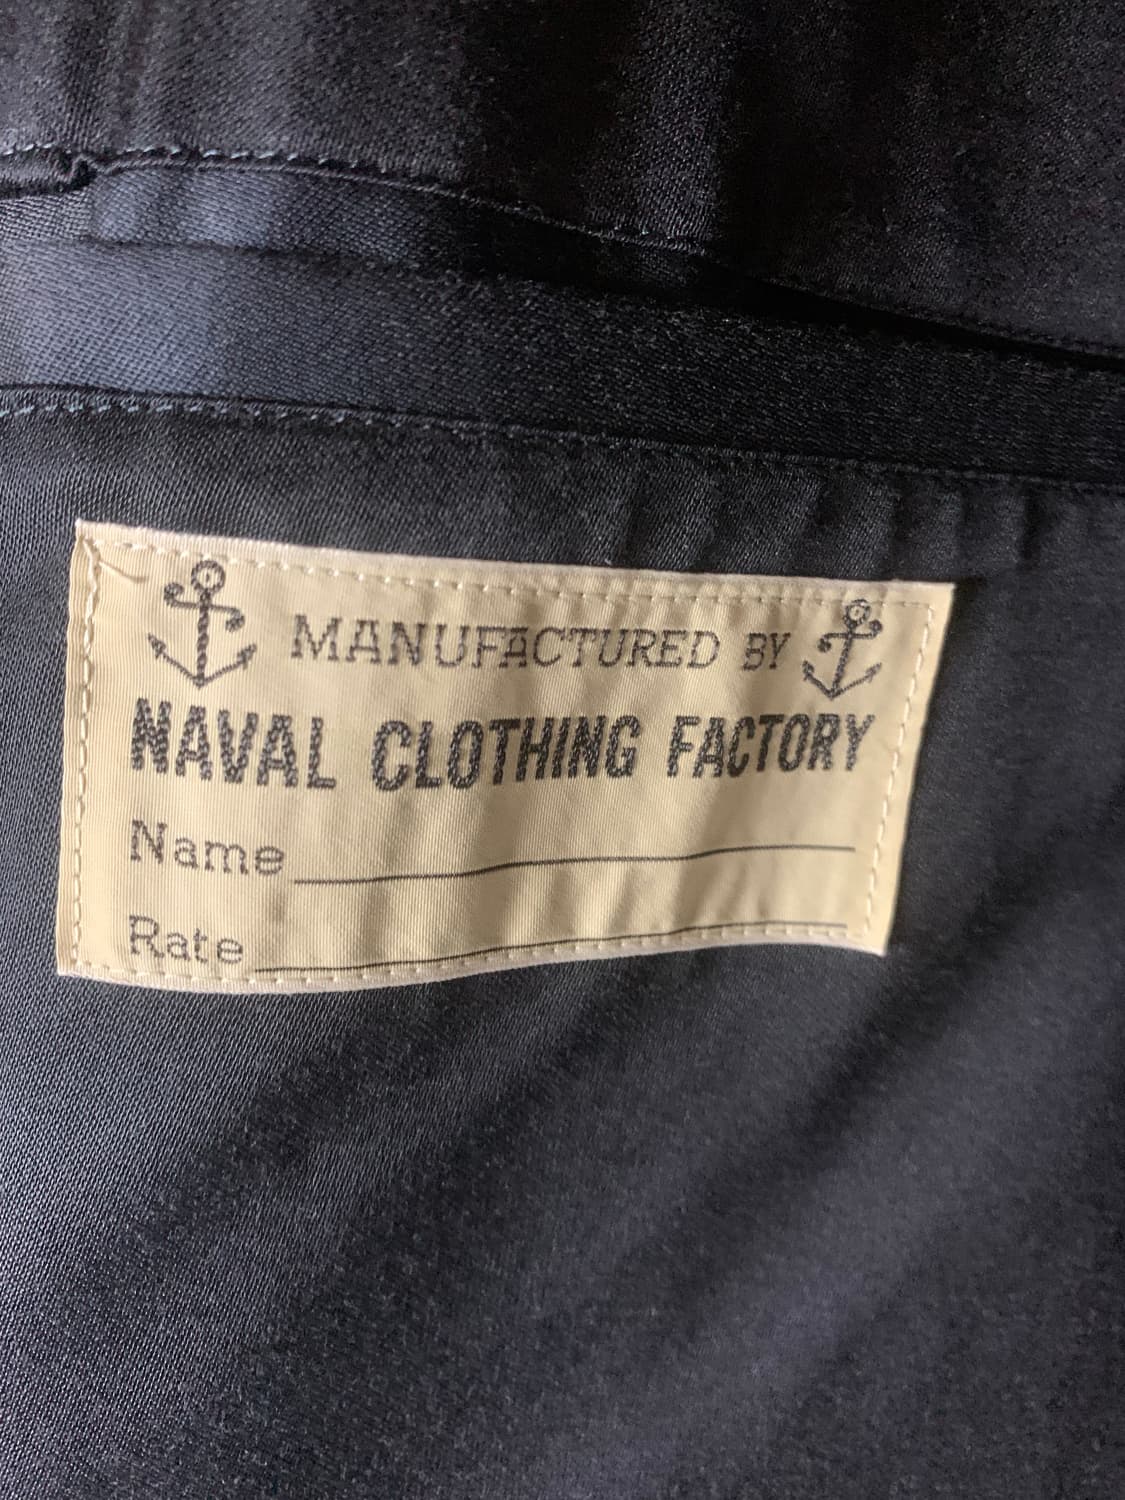 MANUFACTURED BY
NAVAL CLOTHING FACTORY
Name
Rate